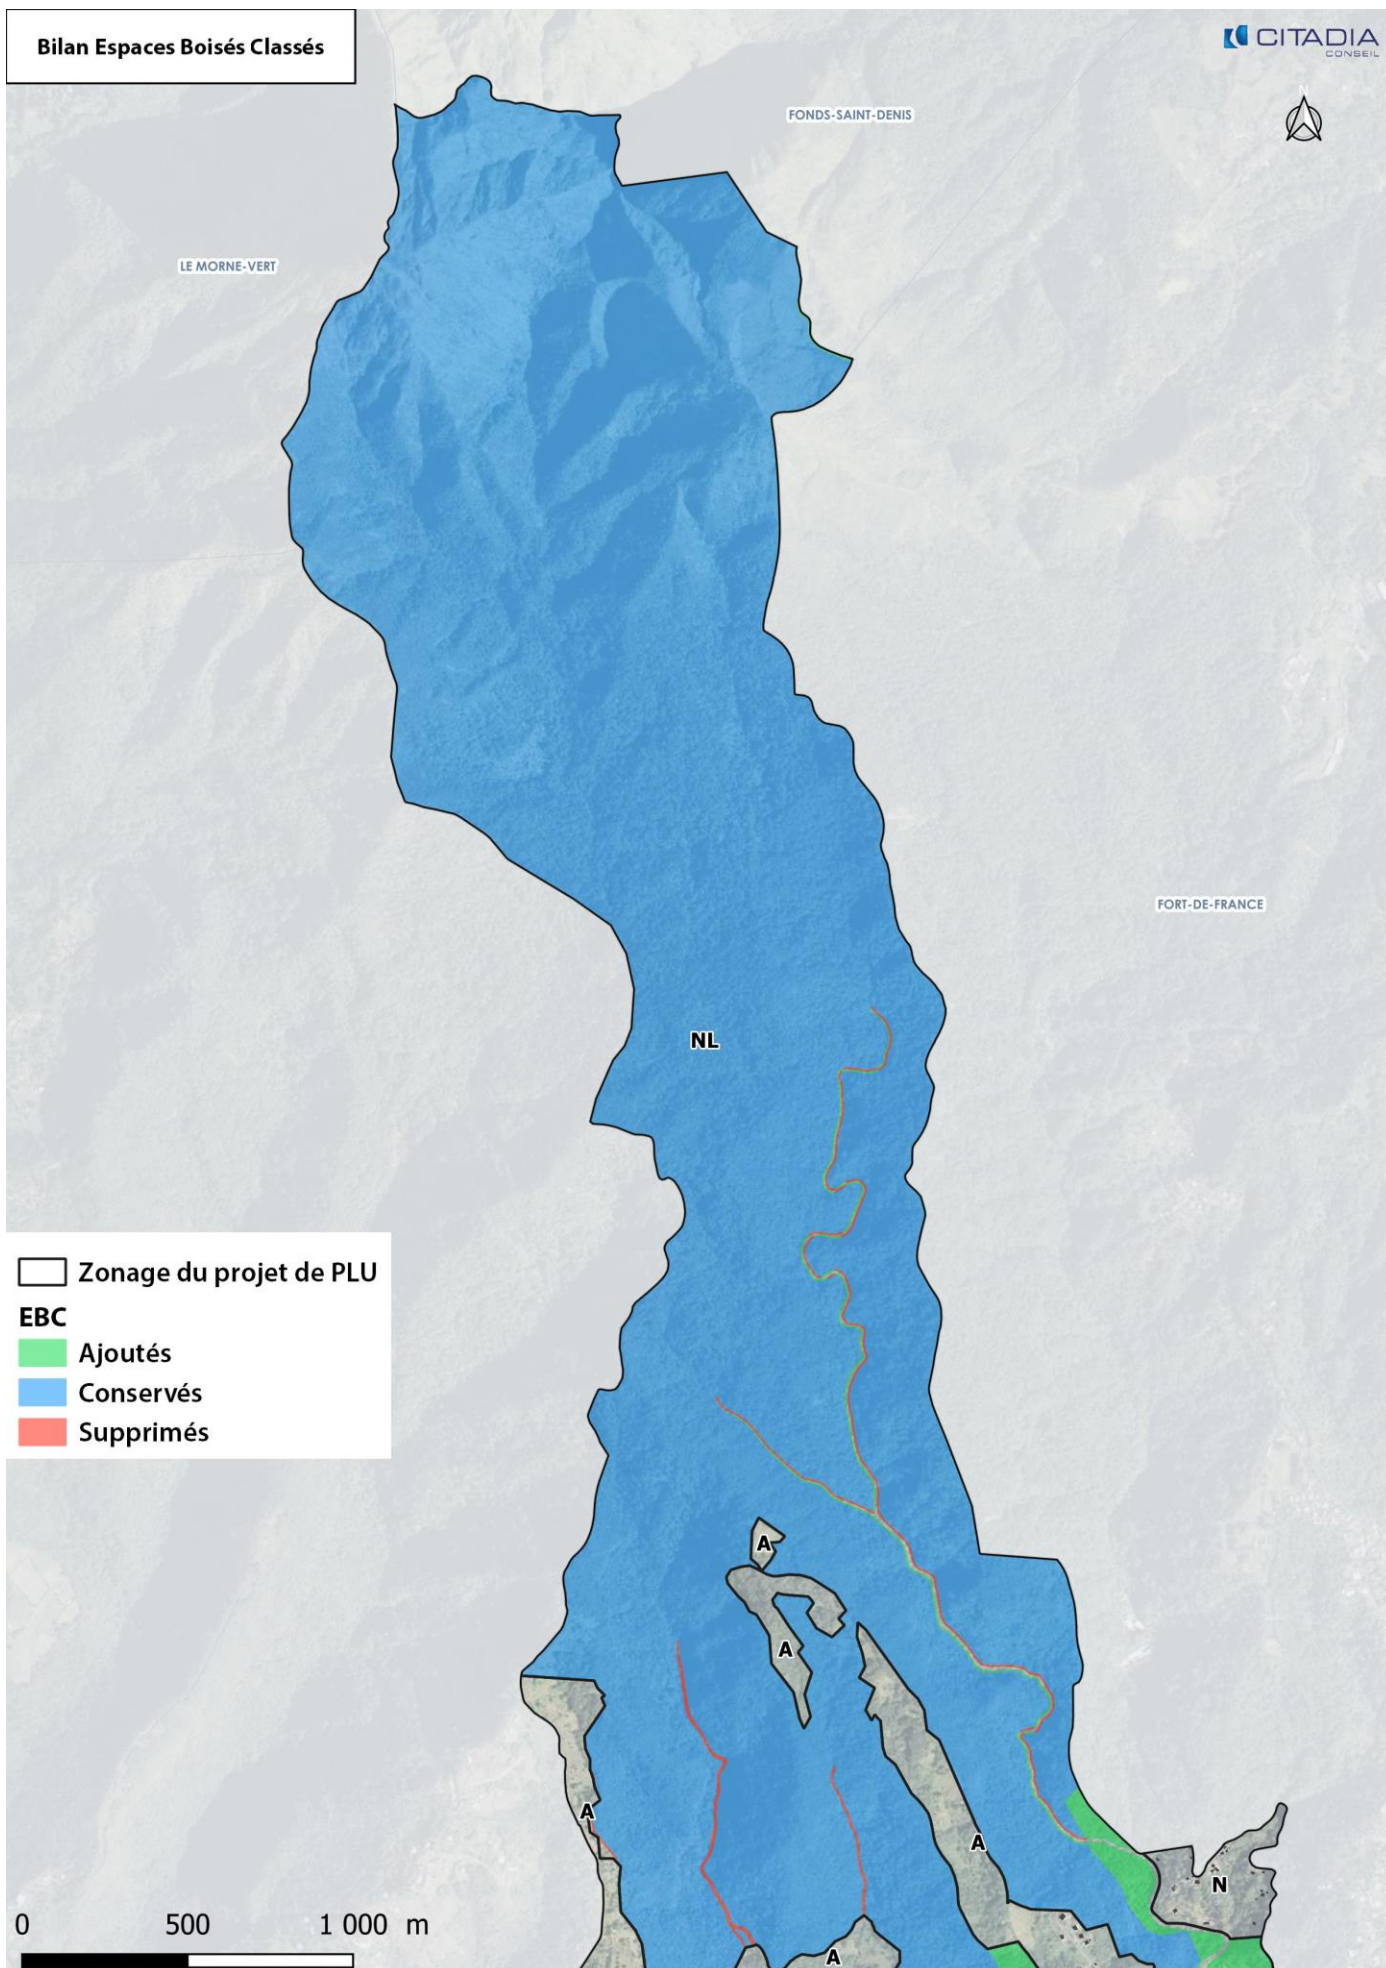 Bilan Espaces Boisés Classés
CITADIA
CONSEIL
N
FONDS-SAINT-DENIS
LE MORNE-VERT
FORT-DE-FRANCE
NL
Zonage du projet de PLU
EBC
Ajoutés
Conservés
Supprimés
A
A
A
A
N
A
0 500 1 000 m